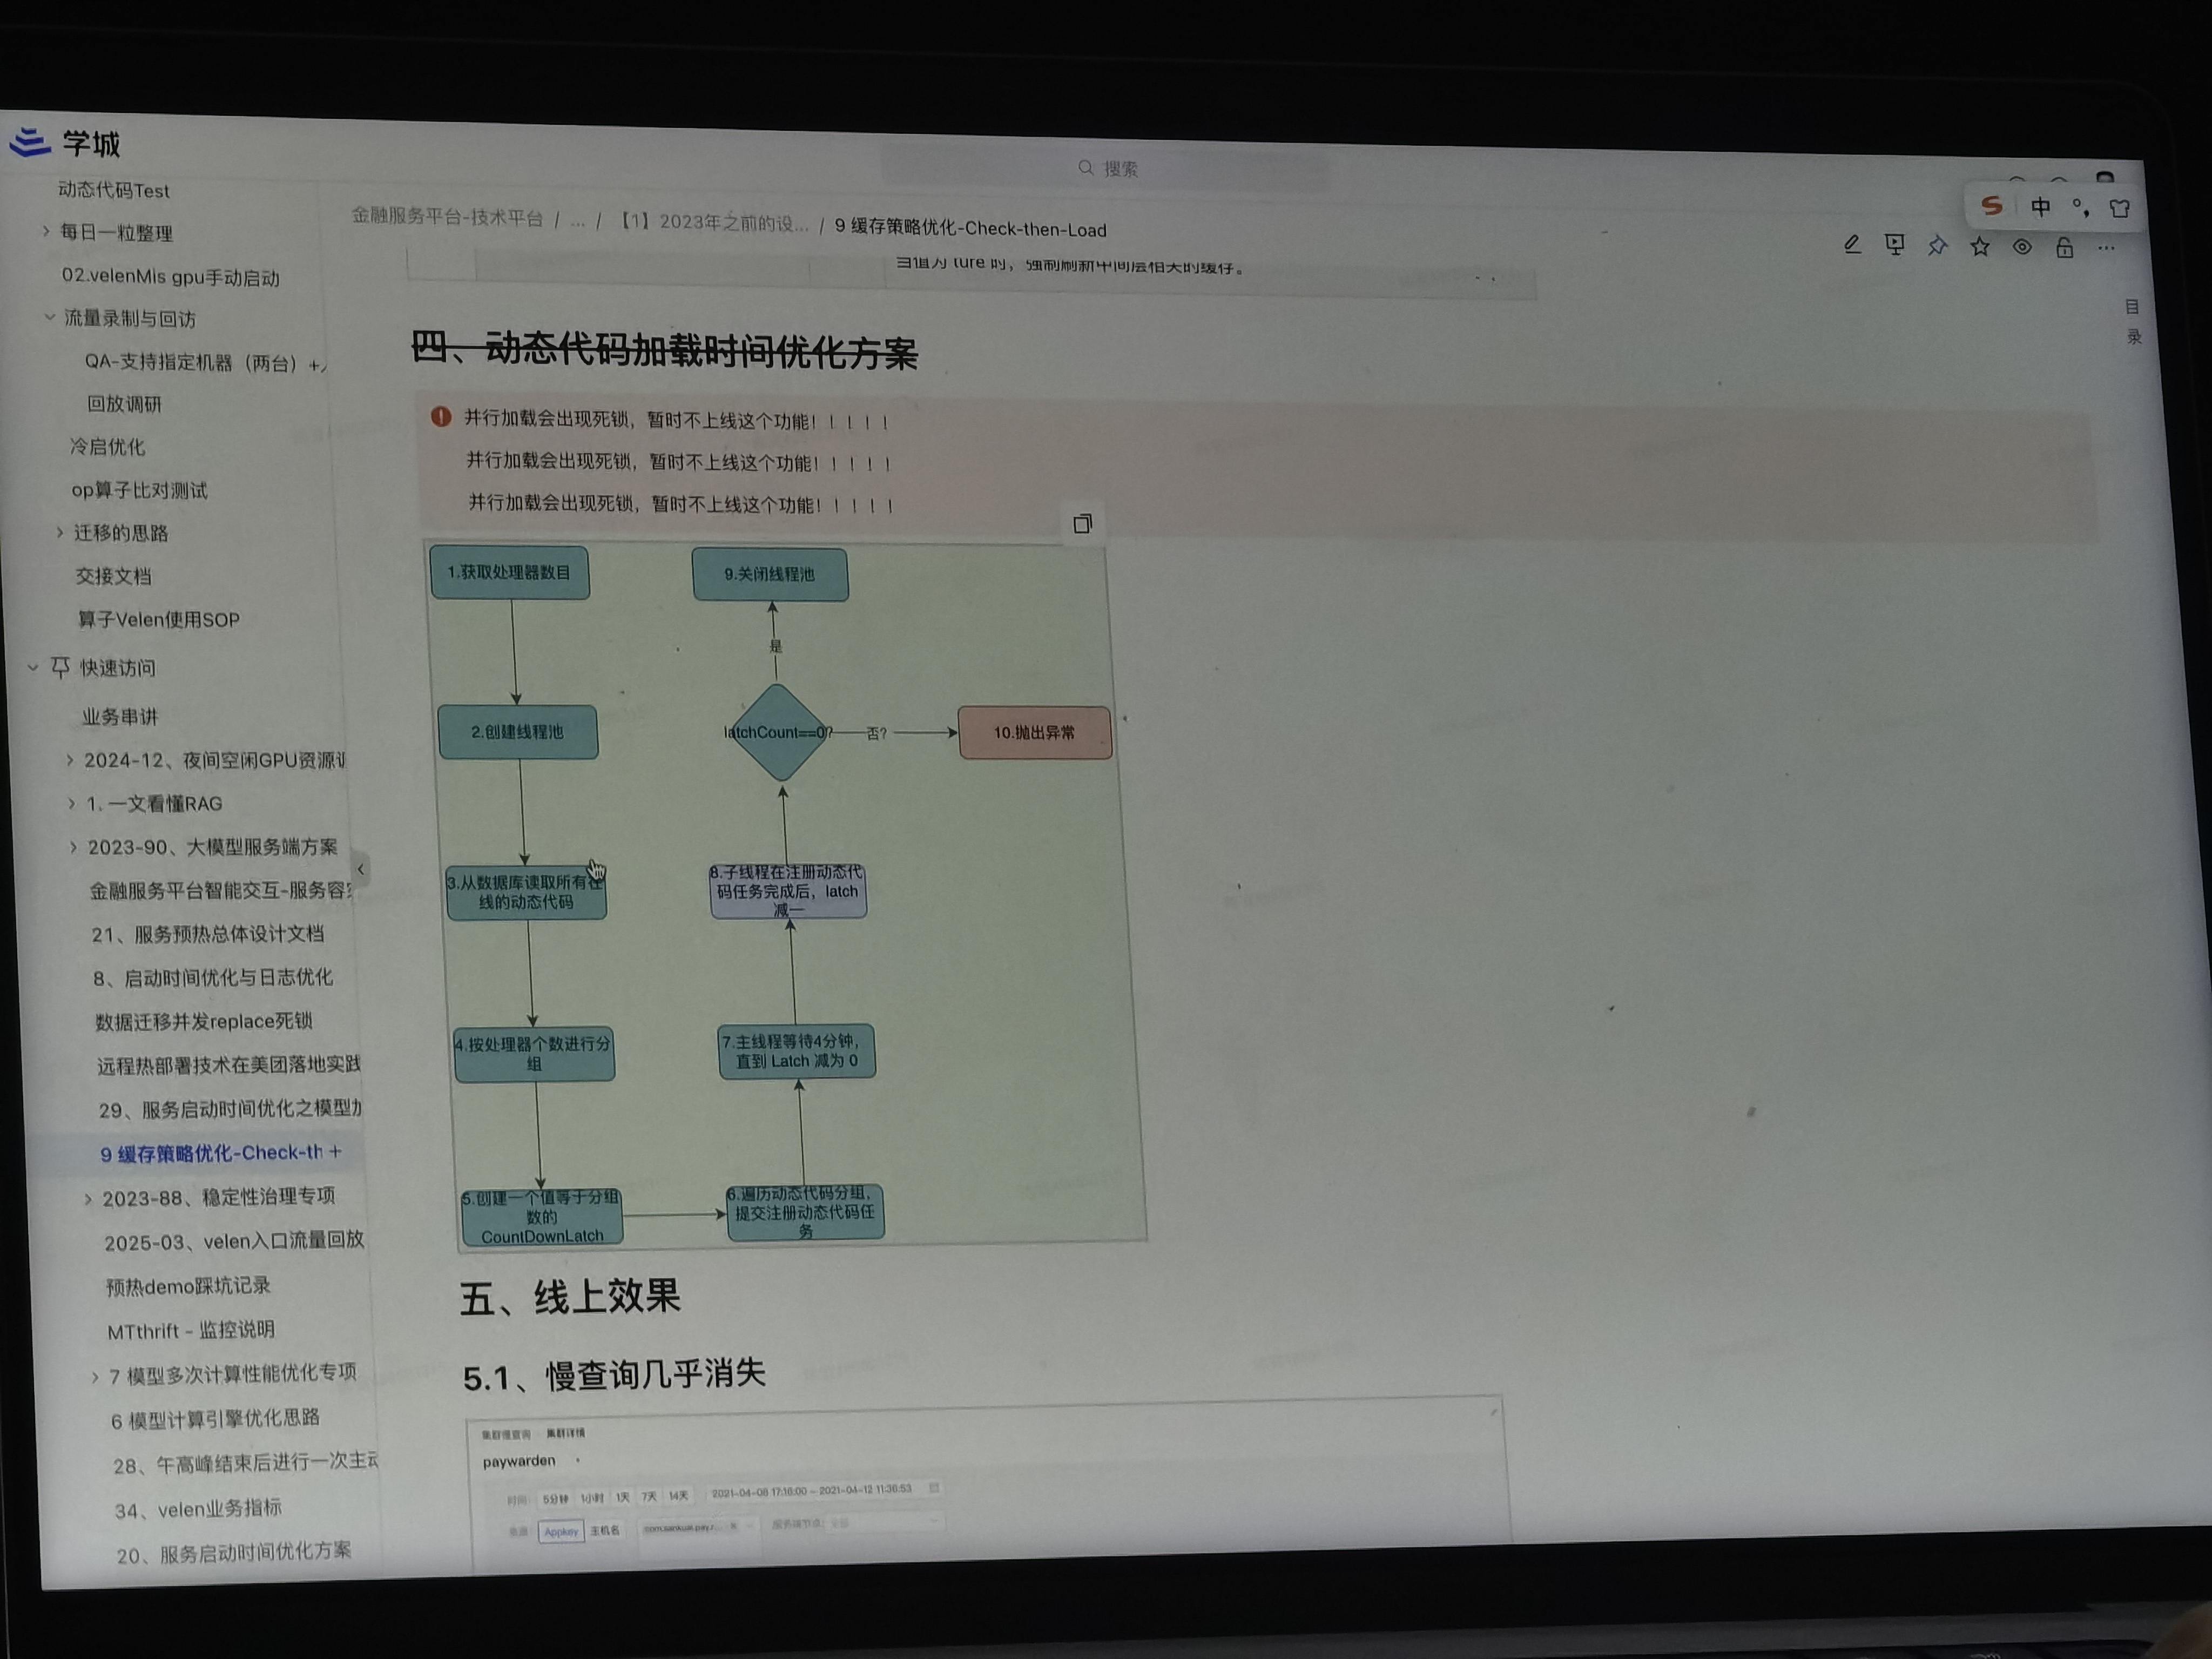 学城
搜索
中
动态代码Test
每日一粒整理
02.velenMis gpu手动启动
流量录制与回访
QA-支持指定机器（两台）+
回放调研
冷启优化
op算子比对测试
迁移的思路
交接文档
算子Velen使用SOP
快速访问
业务串讲
2024-12、夜间空闲GPU资源
1. 一文看懂RAG
2023-90、大模型服务端方案
金融服务平台智能交互-服务容
21、服务预热总体设计文档
8、启动时间优化与日志优化
数据迁移并发replace死锁
远程热部署技术在美团落地实践
29、服务启动时间优化之模型加
9 缓存策略优化-Check-th +
2023-88、稳定性治理专项
2025-03、velen入口流量回放
预热demo踩坑记录
MTthrift - 监控说明
7 模型多次计算性能优化专项
6 模型计算引擎优化思路
28、午高峰结束后进行一次主动
34、velen业务指标
20、服务启动时间优化方案
金融服务平台-技术平台 / ... / 【1】2023年之前的设... / 9 缓存策略优化-Check-then-Load
目
录
当值为 ture 时，强制刷新中间层相关的缓存。
四、动态代码加载时间优化方案
并行加载会出现死锁，暂时不上线这个功能！！！！！
并行加载会出现死锁，暂时不上线这个功能！！！！！
并行加载会出现死锁，暂时不上线这个功能！！！！！
1.获取处理器数目
2.创建线程池
3.从数据库读取所有在
线的动态代码
4.按处理器个数进行分
组
5.创建一个值等于分组
数的
CountDownLatch
6.遍历动态代码分组，
提交注册动态代码任
务
7.主线程等待4分钟，
直到 Latch 减为 0
8.子线程在注册动态代
码任务完成后，latch
减一
latchCount==0?
是
9.关闭线程池
否?
10.抛出异常
五、线上效果
5.1、慢查询几乎消失
集群慢查询 集群详情
paywarden
时间: 5分钟 1小时 1天 7天 14天 2021-04-08 17:16:00 ~ 2021-04-12 11:36:53
Appkey 主机名